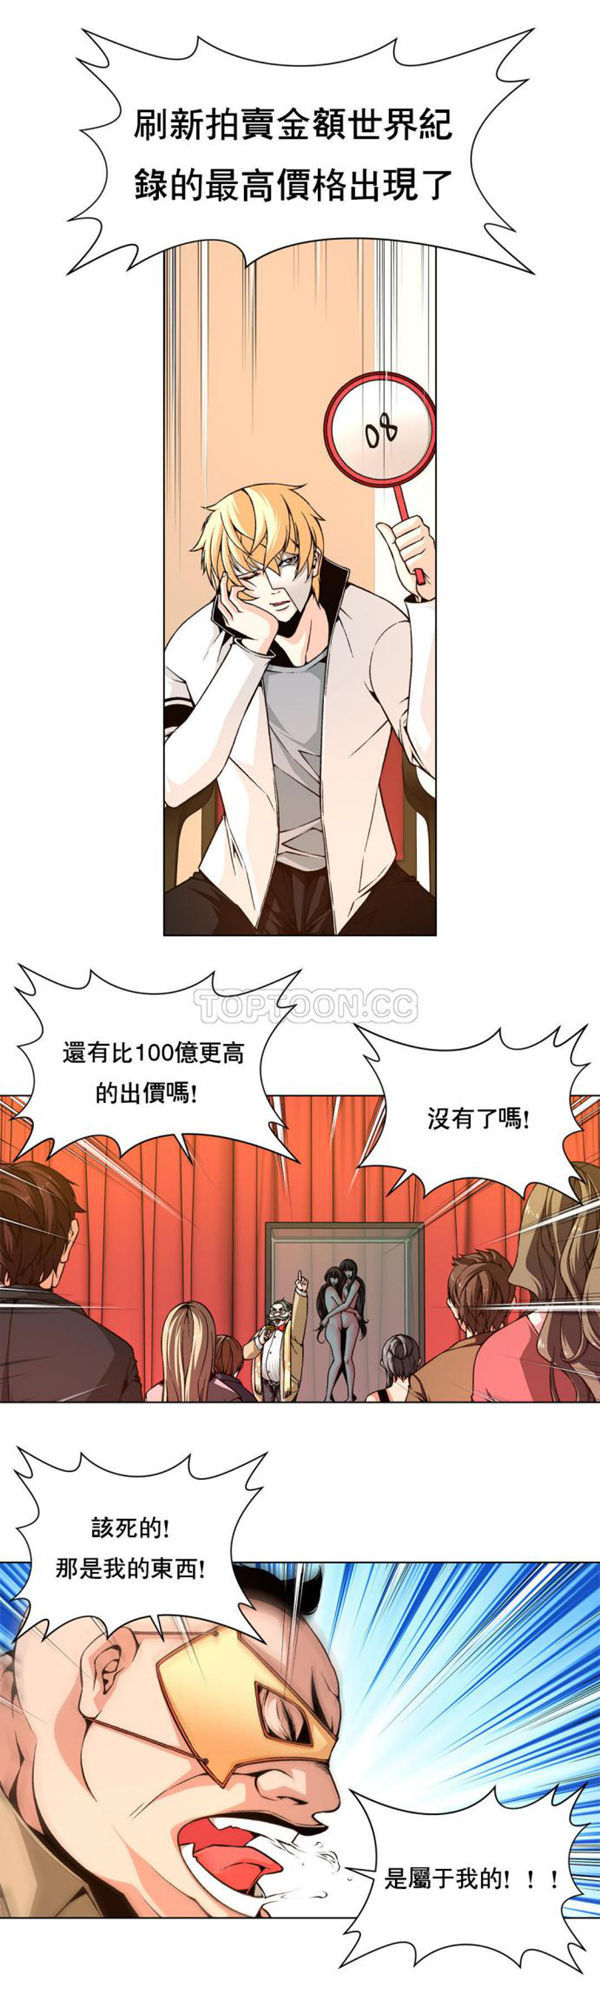 刷新拍賣金額世界紀
錄的最高價格出現了
08
TOPTOON.CC
還有比100億更高
的出價嗎!
沒有了嗎!
該死的!
那是我的東西!
是屬于我的!!!